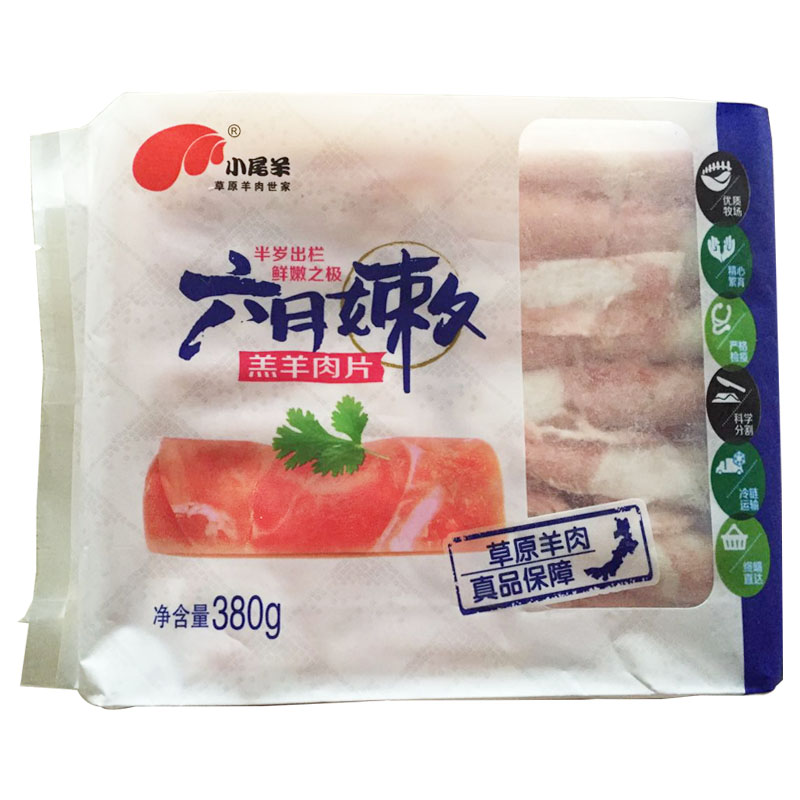 ®
小尾羊
草原羊肉世家
半岁出栏
鲜嫩之极
六月嫩
羔羊肉片
草原羊肉
真品保障
净含量380g
优质
牧场
精心
繁育
严格
检疫
科学
分割
冷链
运输
终端
直达